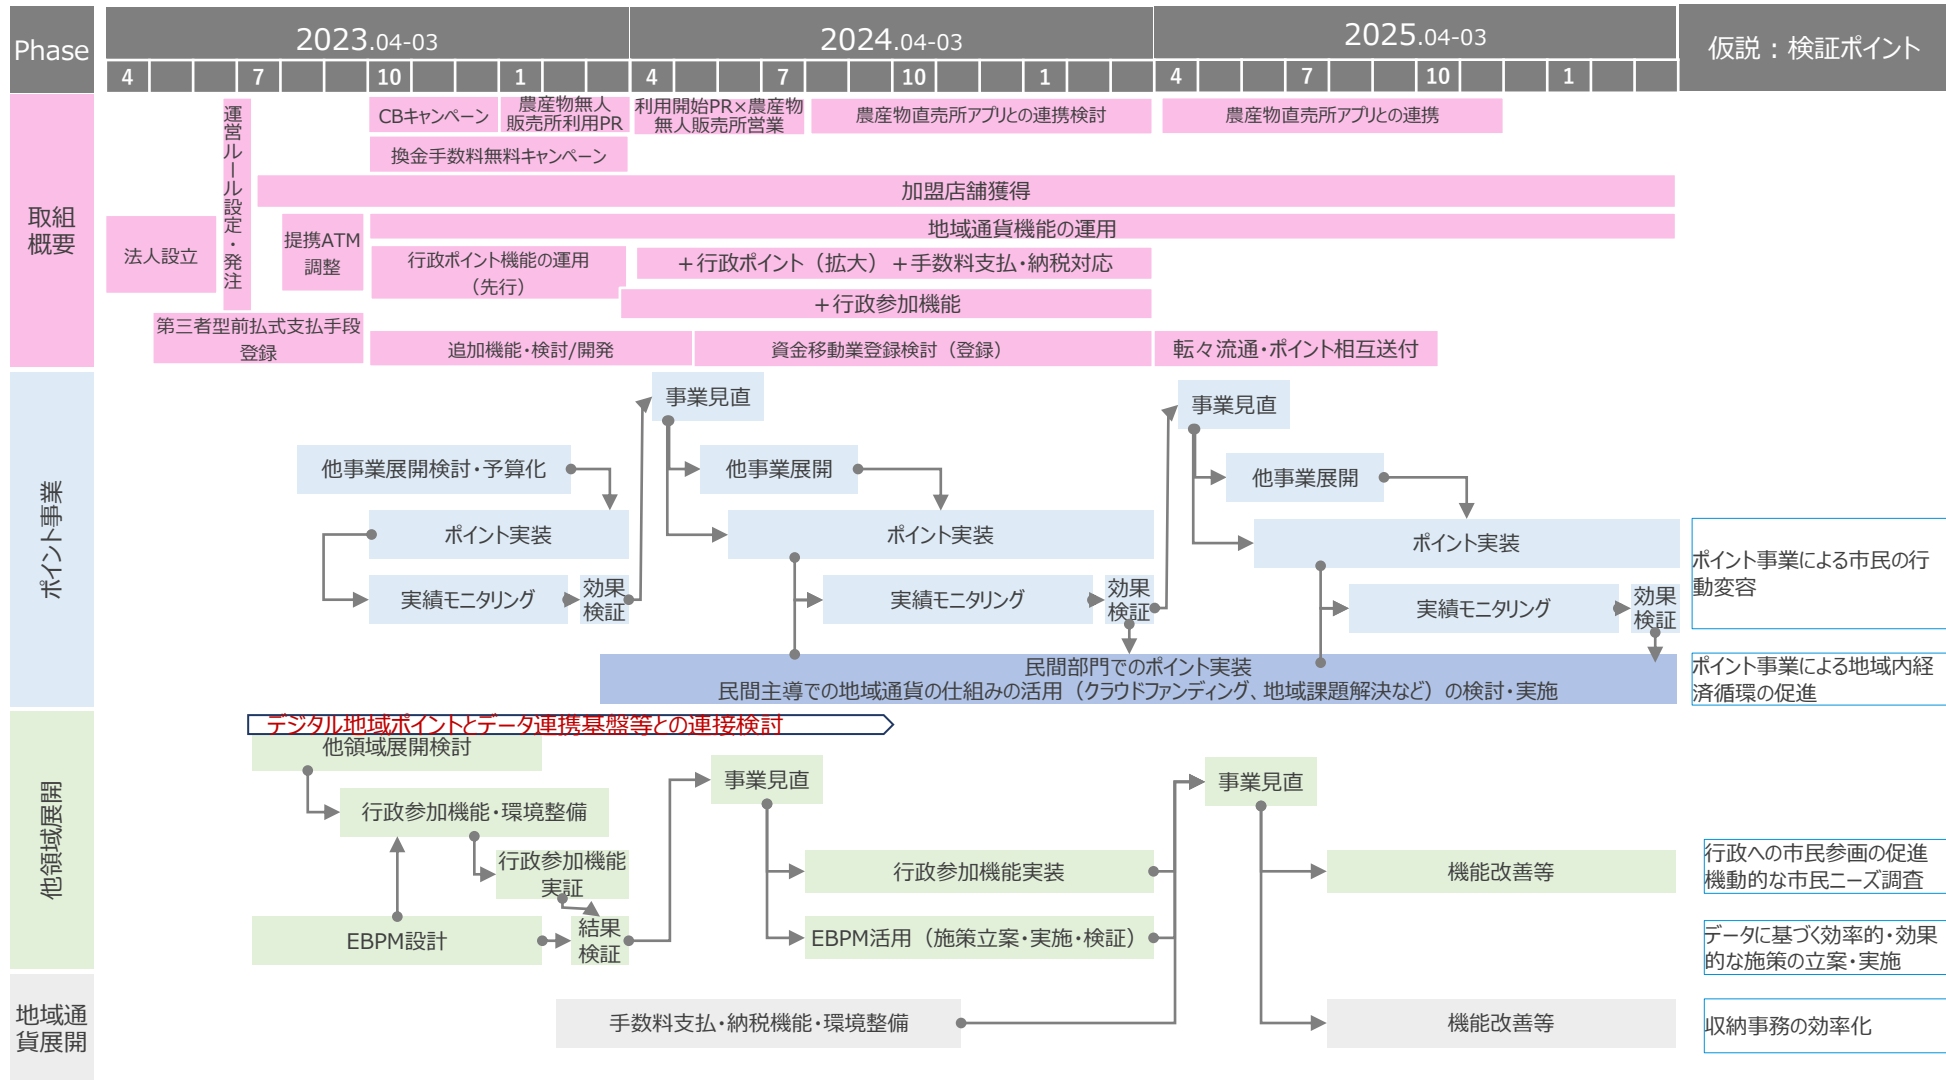 Phase
2023.04-03
2024.04-03
2025.04-03
仮説：検証ポイント
4
7
10
1
4
7
10
1
4
7
10
1
取組
概要
運営ルール設定・発注
CBキャンペーン
農産物無人
販売所利用PR
利用開始PR×農産物
無人販売所営業
農産物直売所アプリとの連携検討
農産物直売所アプリとの連携
換金手数料無料キャンペーン
加盟店舗獲得
地域通貨機能の運用
法人設立
提携ATM
調整
行政ポイント機能の運用
（先行）
＋行政ポイント（拡大）＋手数料支払・納税対応
＋行政参加機能
第三者型前払式支払手段
登録
追加機能・検討/開発
資金移動業登録検討（登録）
転々流通・ポイント相互送付
ポイント事業
事業見直
事業見直
他事業展開検討・予算化
他事業展開
他事業展開
ポイント実装
ポイント実装
ポイント実装
実績モニタリング
効果
検証
実績モニタリング
効果
検証
実績モニタリング
効果
検証
ポイント事業による市民の行
動変容
民間部門でのポイント実装
民間主導での地域通貨の仕組みの活用（クラウドファンディング、地域課題解決など）の検討・実施
ポイント事業による地域内経
済循環の促進
他領域展開
デジタル地域ポイントとデータ連携基盤等との連接検討
他領域展開検討
事業見直
事業見直
行政参加機能・環境整備
行政参加機能
実証
行政参加機能実装
機能改善等
行政への市民参画の促進
機動的な市民ニーズ調査
EBPM設計
結果
検証
EBPM活用（施策立案・実施・検証）
データに基づく効率的・効果
的な施策の立案・実施
地域通
貨展開
手数料支払・納税機能・環境整備
機能改善等
収納事務の効率化